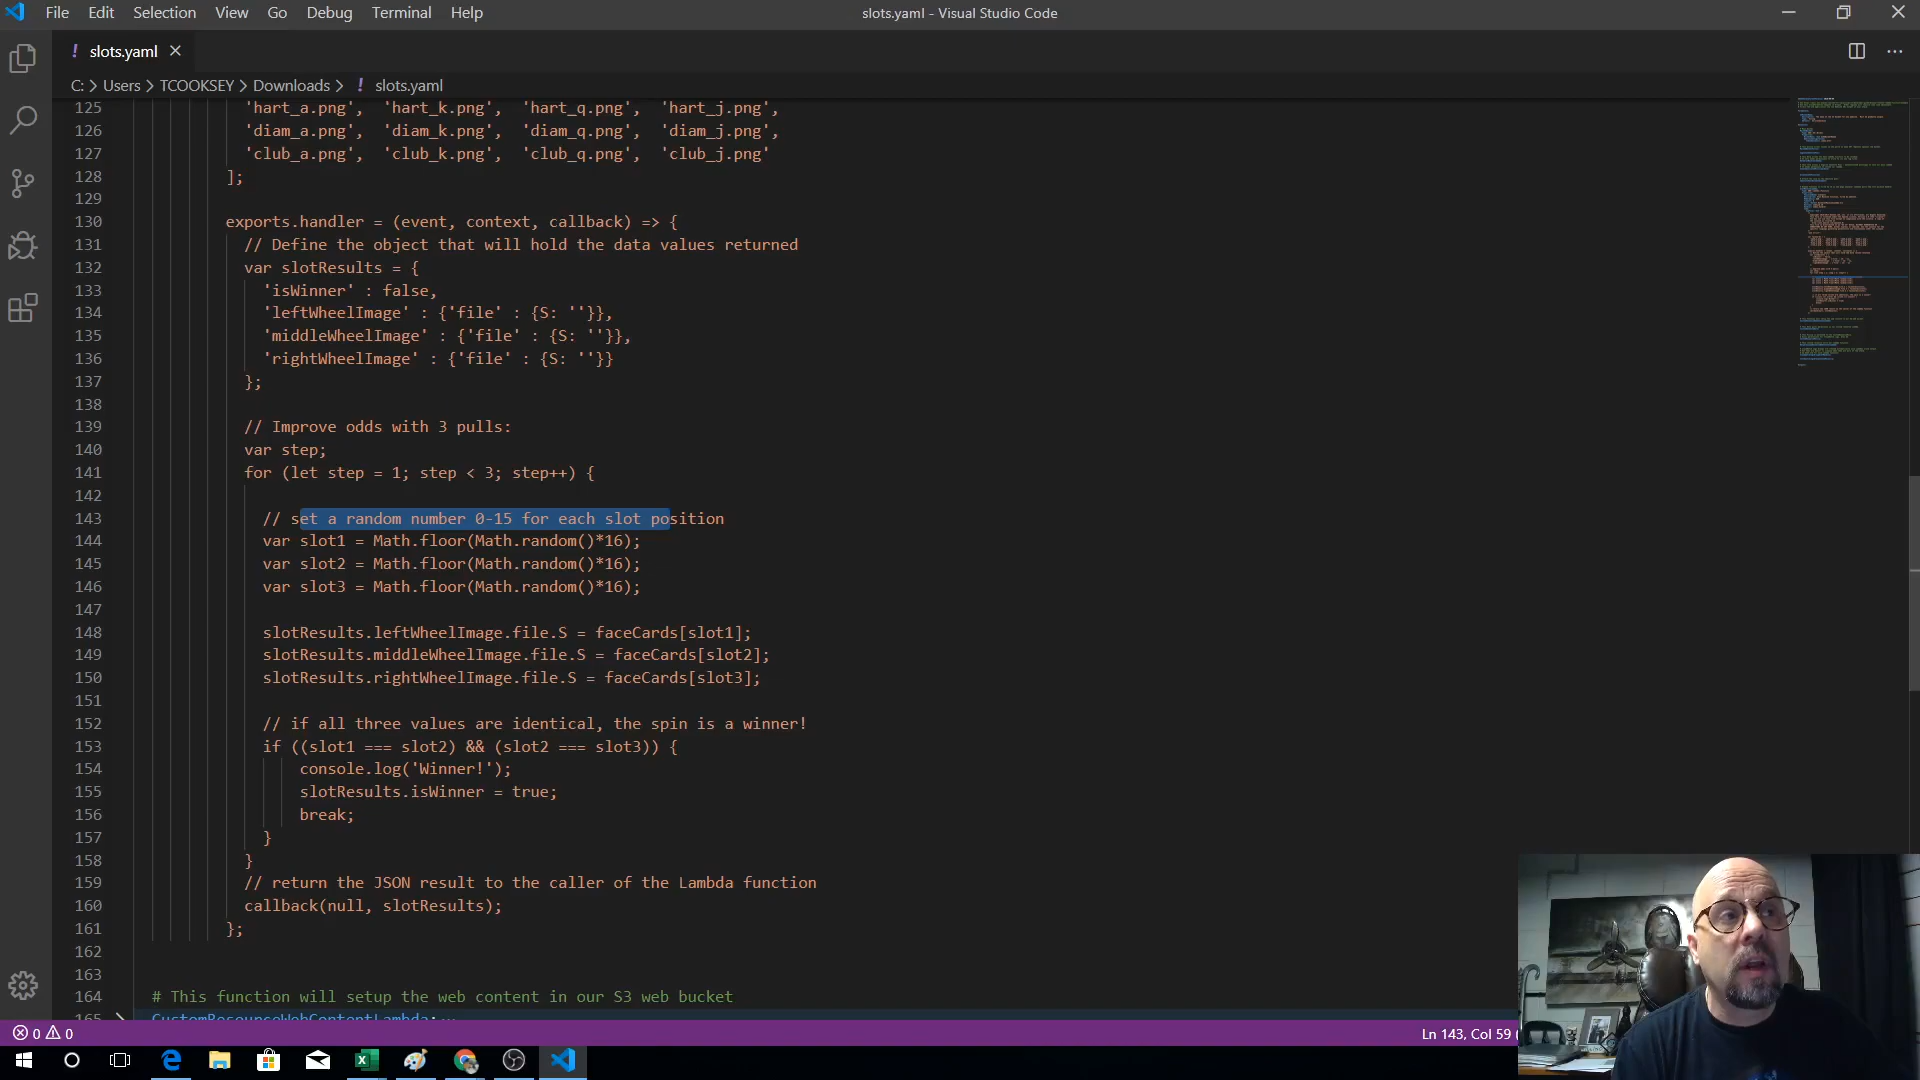 File Edit Selection View Go Debug Terminal Help
slots.yaml - Visual Studio Code
! slots.yaml ×
C: > Users > TCOOKSEY > Downloads > ! slots.yaml
125 'hart_a.png', 'hart_k.png', 'hart_q.png', 'hart_j.png',
126 'diam_a.png', 'diam_k.png', 'diam_q.png', 'diam_j.png',
127 'club_a.png', 'club_k.png', 'club_q.png', 'club_j.png'
128 ];
129
130 exports.handler = (event, context, callback) => {
131 // Define the object that will hold the data values returned
132 var slotResults = {
133 'isWinner' : false,
134 'leftWheelImage' : {'file' : {S: ''}},
135 'middleWheelImage' : {'file' : {S: ''}},
136 'rightWheelImage' : {'file' : {S: ''}}
137 };
138
139 // Improve odds with 3 pulls:
140 var step;
141 for (let step = 1; step < 3; step++) {
142
143 // set a random number 0-15 for each slot position
144 var slot1 = Math.floor(Math.random()*16);
145 var slot2 = Math.floor(Math.random()*16);
146 var slot3 = Math.floor(Math.random()*16);
147
148 slotResults.leftWheelImage.file.S = faceCards[slot1];
149 slotResults.middleWheelImage.file.S = faceCards[slot2];
150 slotResults.rightWheelImage.file.S = faceCards[slot3];
151
152 // if all three values are identical, the spin is a winner!
153 if ((slot1 === slot2) && (slot2 === slot3)) {
154 console.log('Winner!');
155 slotResults.isWinner = true;
156 break;
157 }
158 }
159 // return the JSON result to the caller of the Lambda function
160 callback(null, slotResults);
161 };
162
163
164 # This function will setup the web content in our S3 web bucket
165 CustomResourceWebContentLambda:
0 0
Ln 143, Col 59